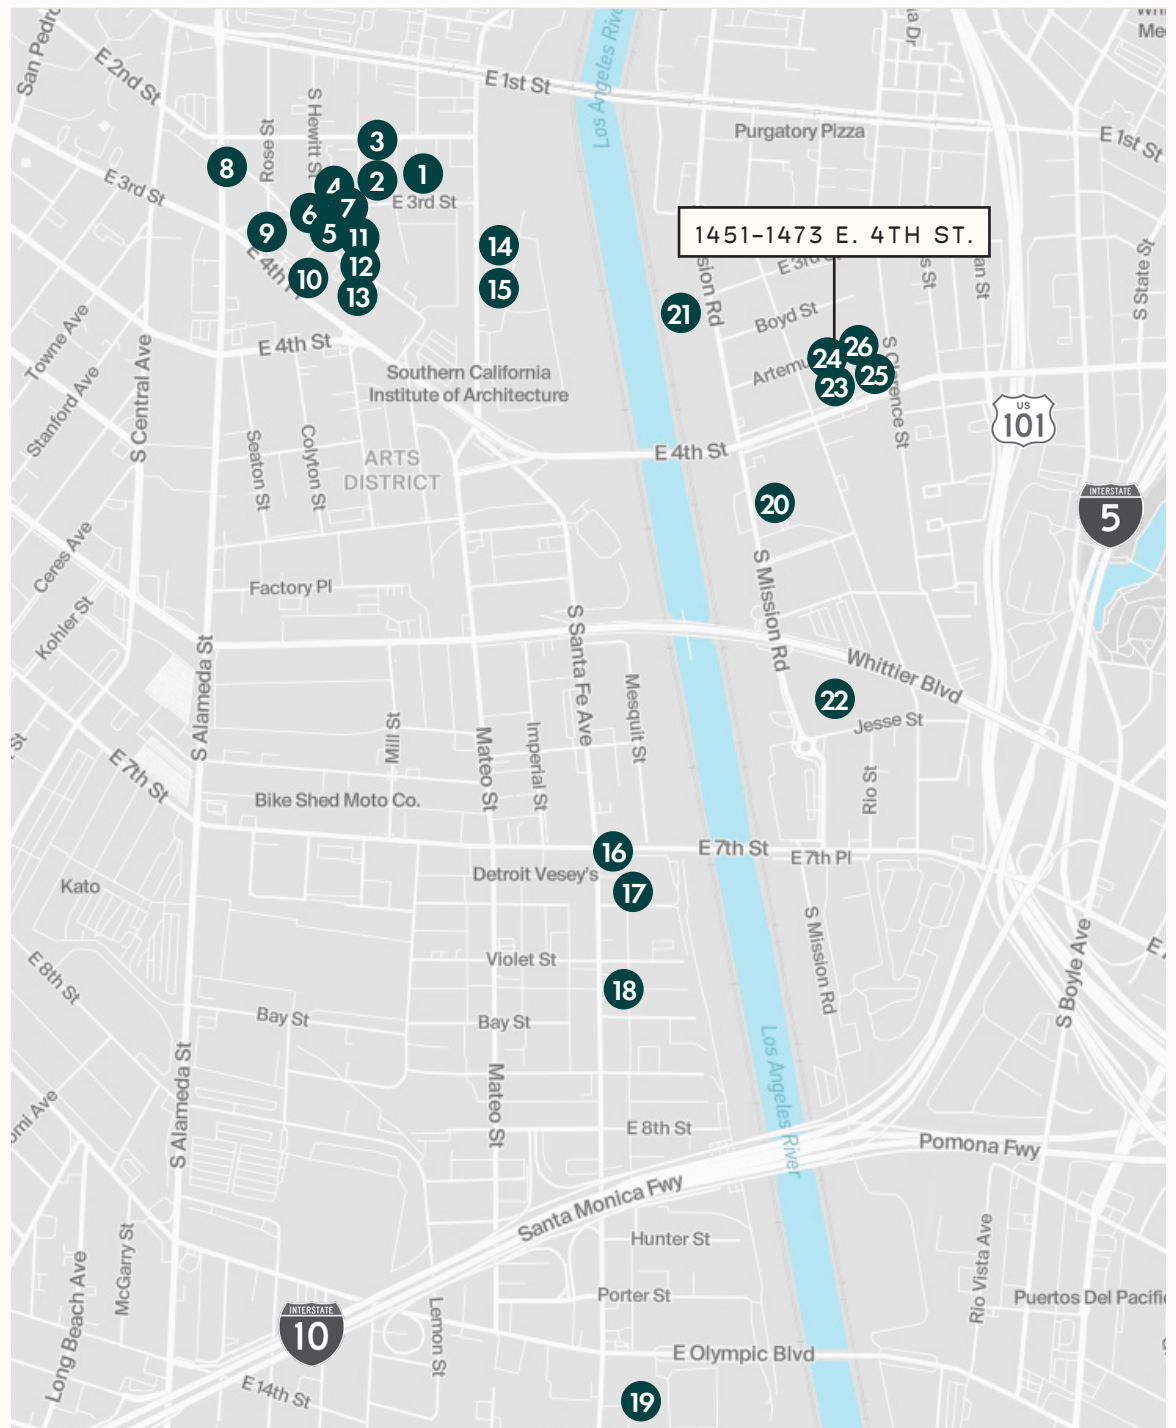 San Pedro
E 2nd St
E 1st St
Los Angeles River
Purgatory Pizza
E 1st St
S Hewitt St
Rose St
3
8
1
2
4
E 3rd St
7
6
E 3rd St
9
5
11
14
1451-1473 E. 4TH ST.
E 4th Pl
12
10
13
15
21
Boyd St
S State St
Towne Ave
E 4th St
26
24
25
23
S Clarence St
Southern California
Institute of Architecture
Stanford Ave
S Central Ave
US
101
Seaton St
Colyton St
ARTS
DISTRICT
E 4th St
INTERSTATE
5
20
Ceres Ave
Factory Pl
Kohler St
S Santa Fe Ave
S Mission Rd
Whittier Blvd
S Alameda St
Mesquit St
22
Jesse St
Mill St
Mateo St
Imperial St
E 7th St
Rio St
Bike Shed Moto Co.
16
E 7th St
E 7th Pl
Detroit Vesey's
Kato
17
S Mission Rd
S Boyle Ave
Violet St
E 8th St
18
Bay St
Bay St
Los Angeles River
S Alameda St
Mateo St
E 8th St
Pomona Fwy
Santa Monica Fwy
Hunter St
McGarry St
Long Beach Ave
Rio Vista Ave
Porter St
Puertos Del Pacific
INTERSTATE
10
Lemon St
E Olympic Blvd
E 14th St
19